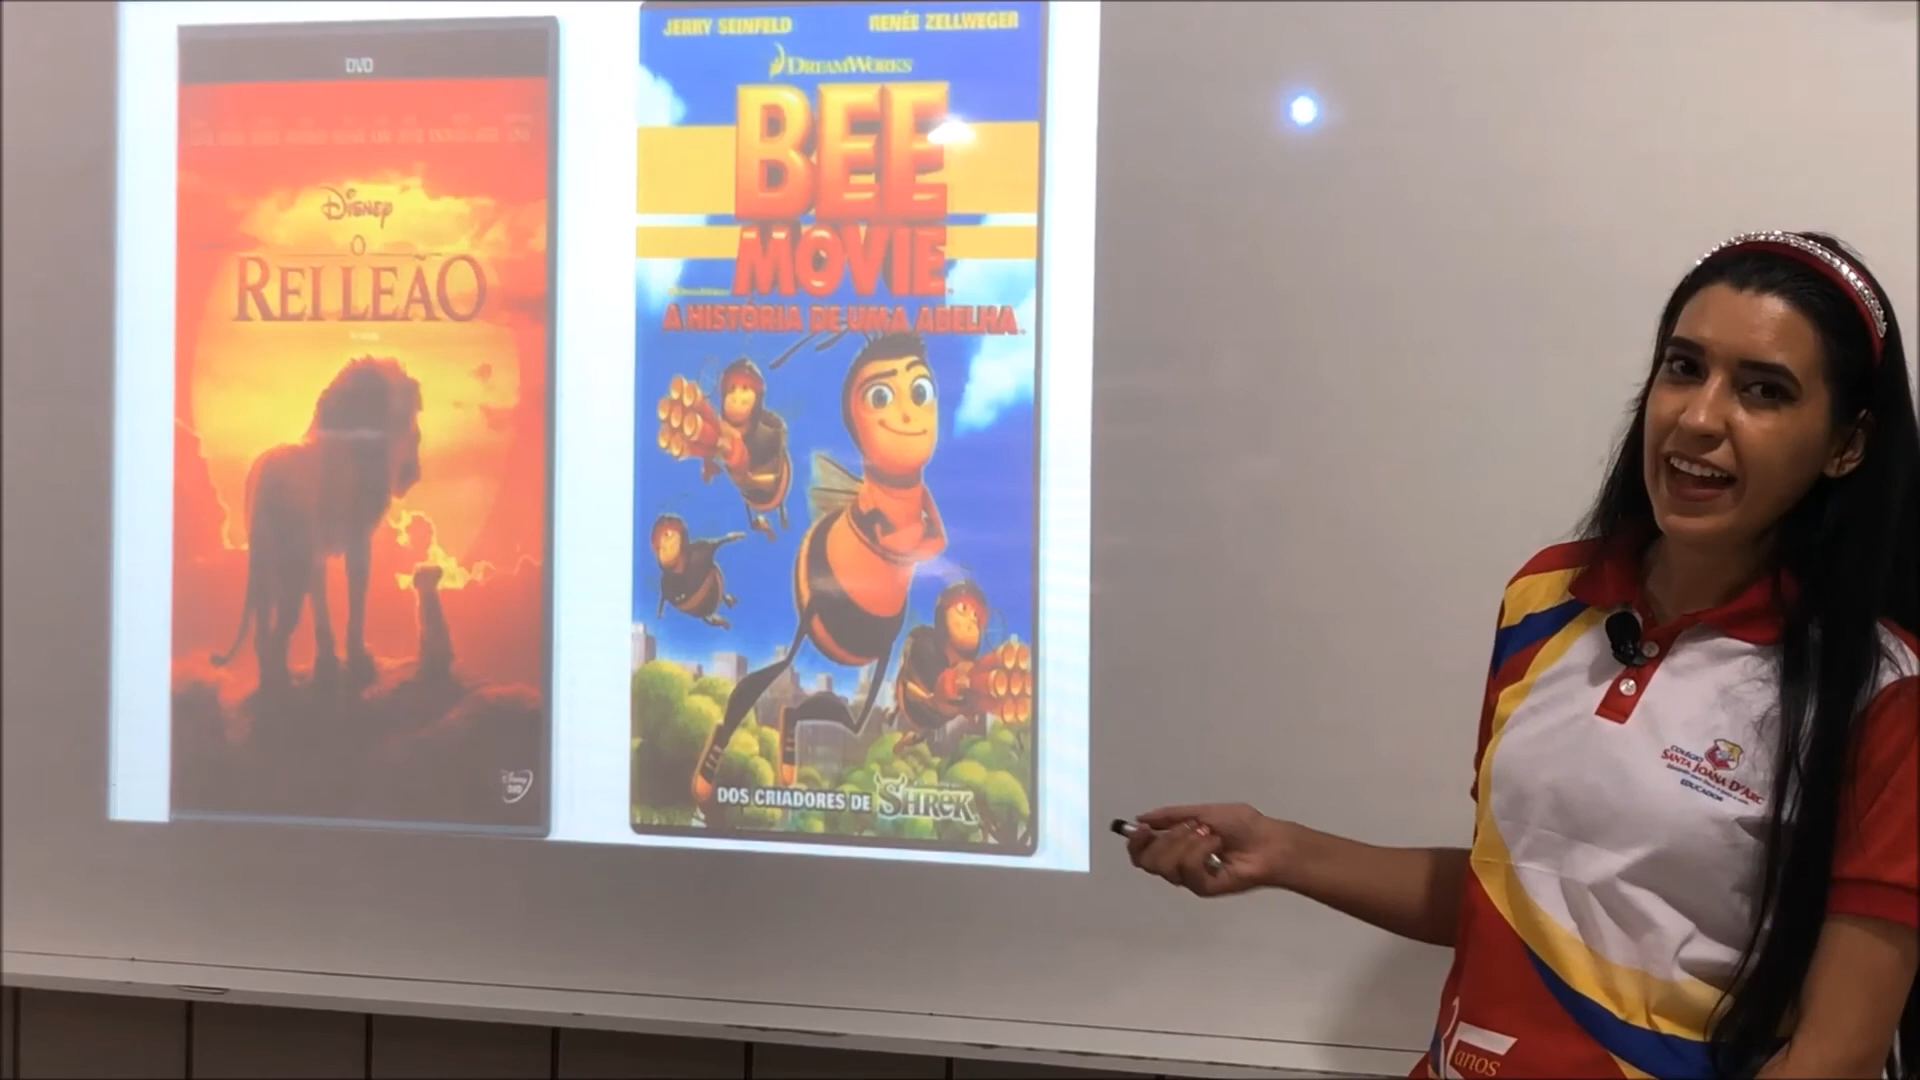 DVD
DISNEY
O
REI LEÃO
JERRY SEINFELD
RENÉE ZELLWEGER
DREAMWORKS
BEE
MOVIE
A HISTÓRIA DE UMA ABELHA
DOS CRIADORES DE SHREK
COLÉGIO
SANTA JOANA D'ARC
EDUCADOR
anos